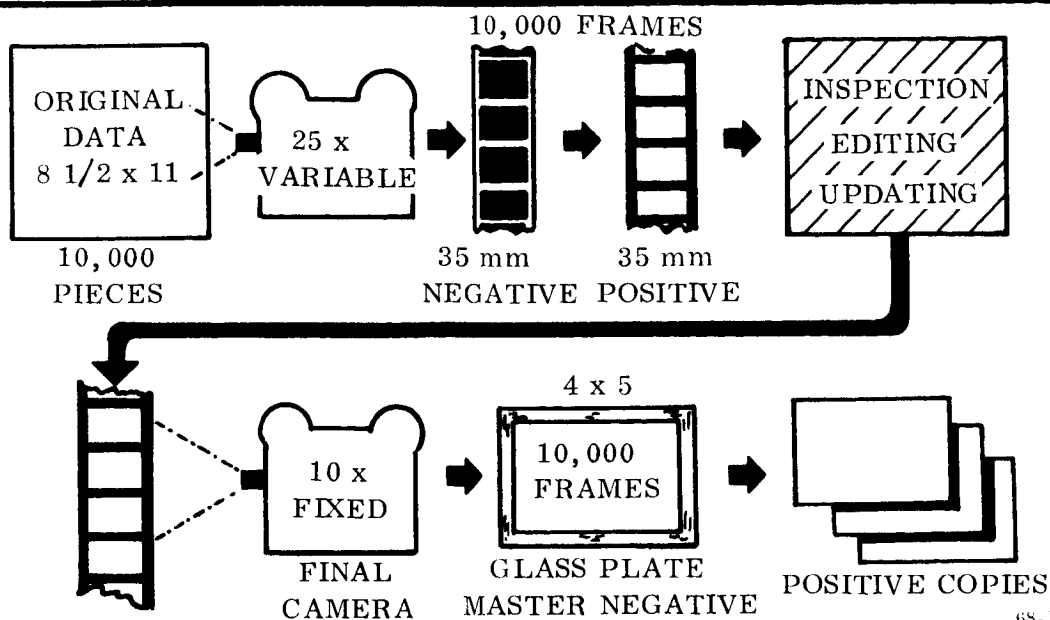 10,000 FRAMES
ORIGINAL
DATA
8 1/2 x 11
10,000
PIECES
25 x
VARIABLE
35 mm
NEGATIVE
35 mm
POSITIVE
INSPECTION
EDITING
UPDATING
10 x
FIXED
FINAL
CAMERA
4 x 5
10,000
FRAMES
GLASS PLATE
MASTER NEGATIVE
POSITIVE COPIES